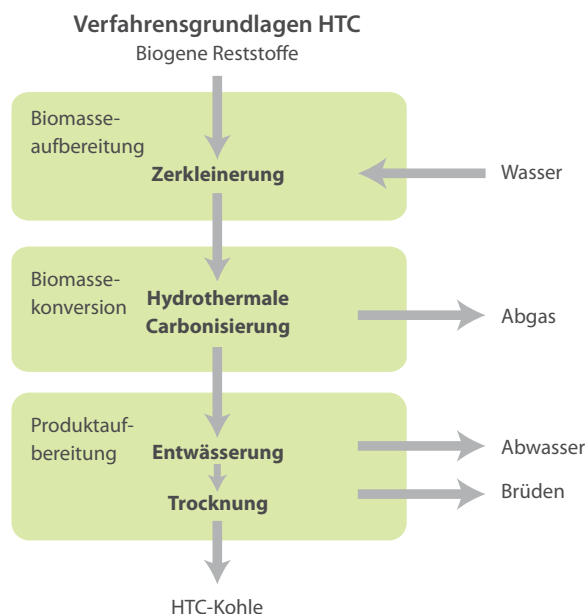 Verfahrensgrundlagen HTC
Biogene Reststoffe
Biomasse-
aufbereitung
Zerkleinerung
Wasser
Biomasse-
konversion
Hydrothermale
Carbonisierung
Abgas
Produktauf-
bereitung
Entwässerung
Abwasser
Trocknung
Brüden
HTC-Kohle